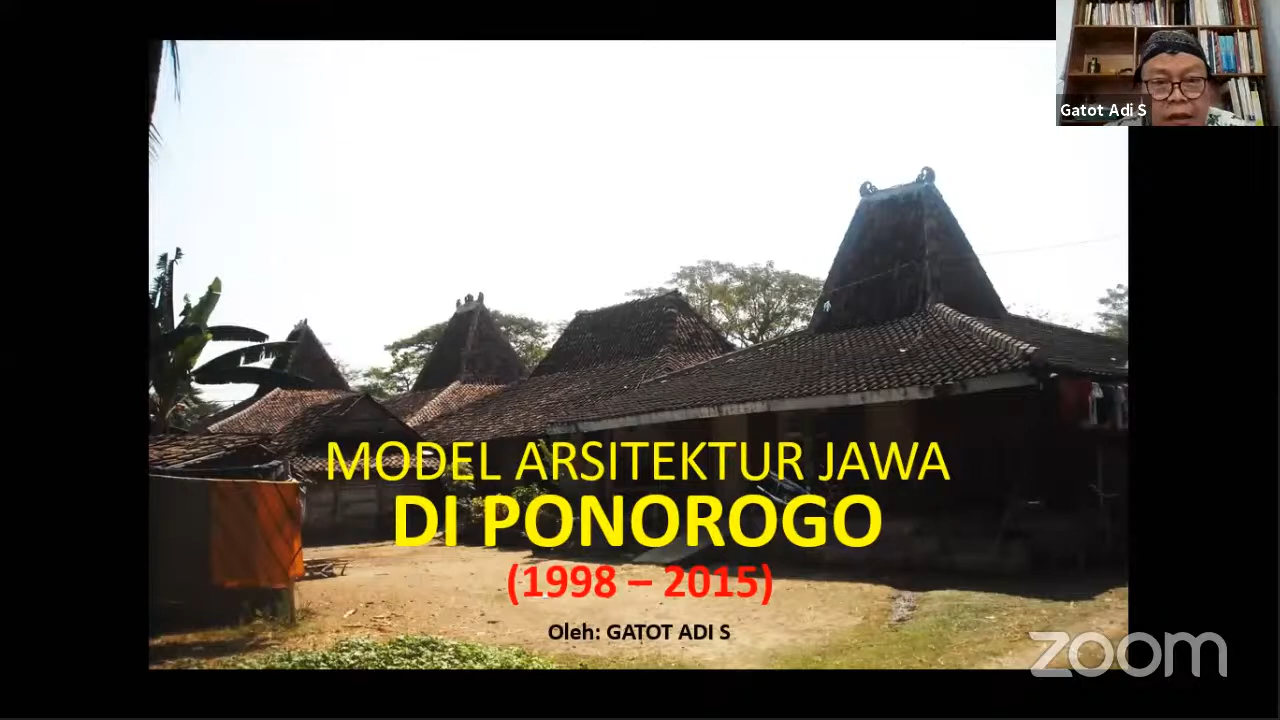 Gatot Adi S
MODEL ARSITEKTUR JAWA
DI PONOROGO
(1998 – 2015)
Oleh: GATOT ADI S
zoom